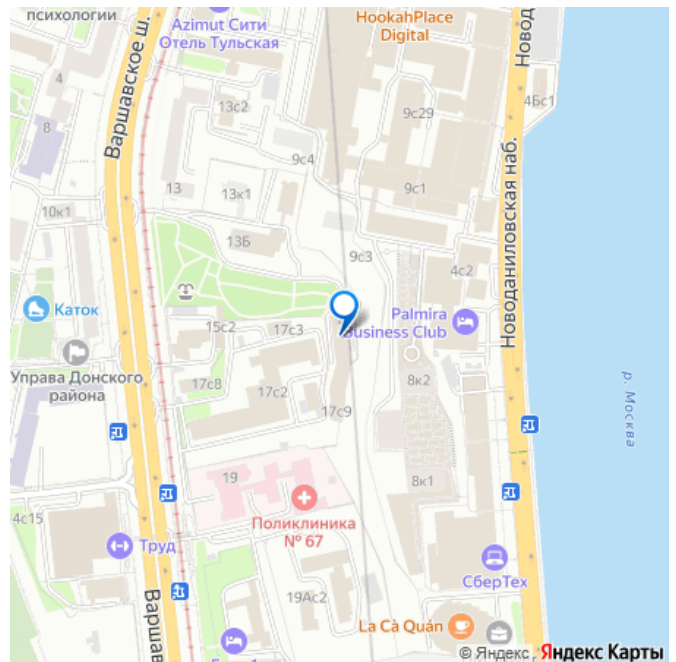 психологии
Azimut Сити
Отель Тульская
HookahPlace
Digital
Варшавское ш.
4
8
13с2
9с29
4Бс1
9с4
13
13к1
9с1
10к1
13Б
9с3
4с2
Новоданиловская наб.
Каток
15с2
17с3
Palmira
Business Club
Управа Донского
района
17с8
17с2
8к2
17с9
р. Москва
19
8к1
4с15
Поликлиника
№ 67
Труд
СберТех
19Ас2
La Cà Quán
© Яндекс
Яндекс Карты